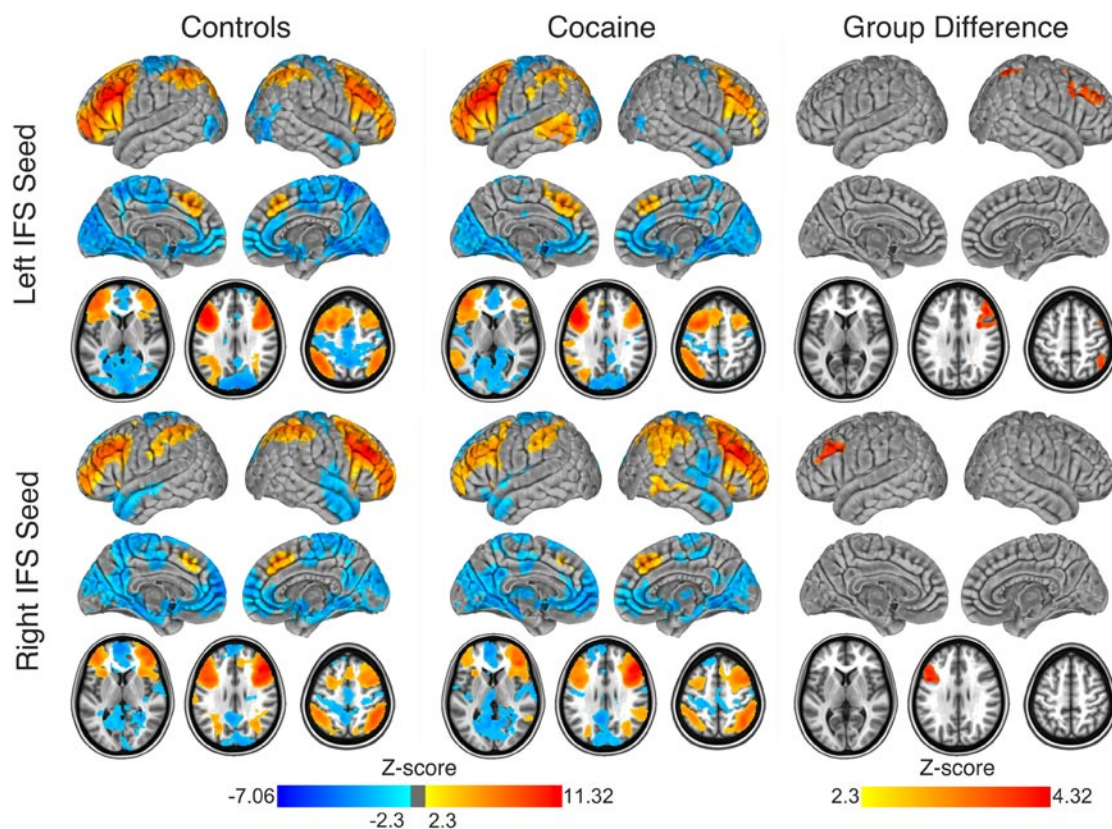 Controls
Cocaine
Group Difference
Left IFS Seed
Right IFS Seed
Z-score
-7.06
11.32
-2.3
2.3
Z-score
2.3
4.32